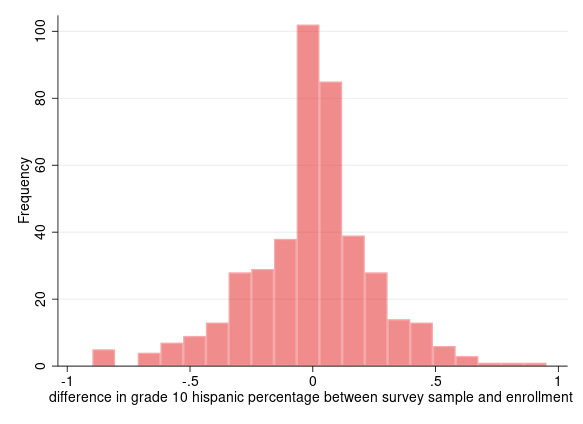 100
80
60
40
20
0
Frequency
-1 -.5 0 .5 1
difference in grade 10 hispanic percentage between survey sample and enrollment